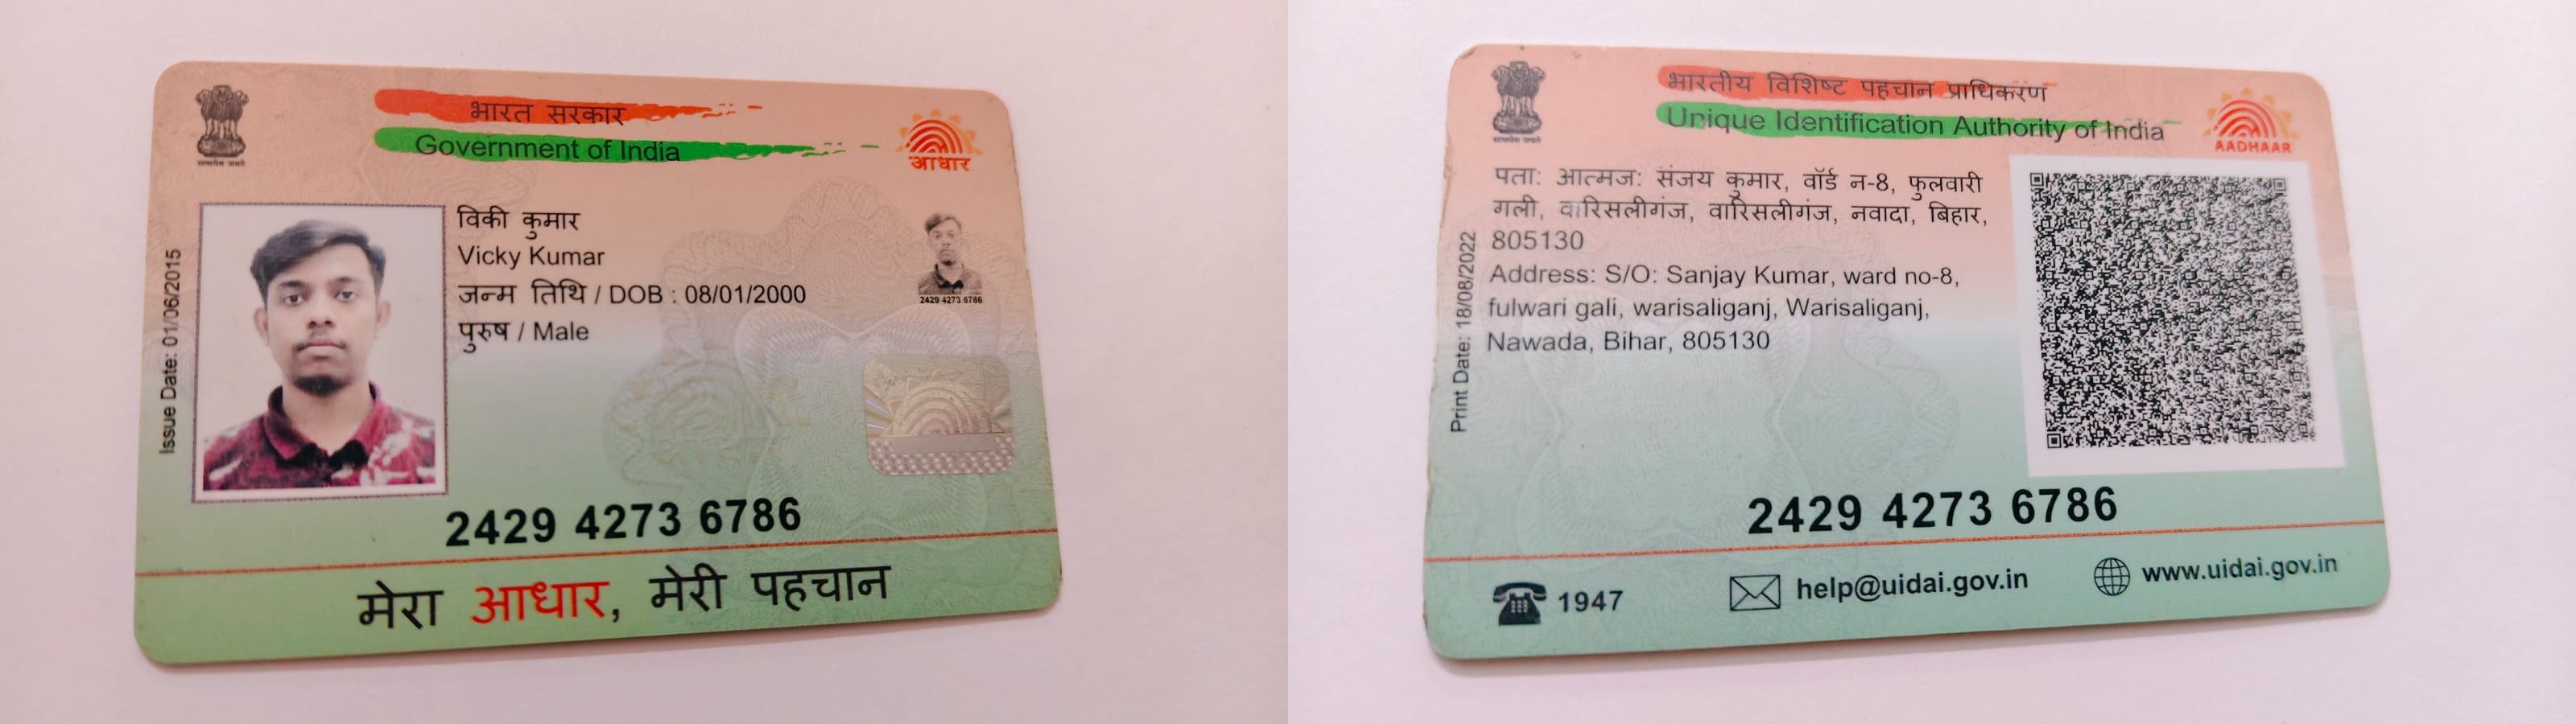 भारत सरकार
Government of India
आधार
Issue Date: 01/06/2015
विकी कुमार
Vicky Kumar
जन्म तिथि / DOB : 08/01/2000
पुरुष / Male
2429 4273 6786
2429 4273 6786
मेरा आधार, मेरी पहचान
भारतीय विशिष्ट पहचान प्राधिकरण
Unique Identification Authority of India
AADHAAR
Print Date: 18/08/2022
पता: आत्मज: संजय कुमार, वॉर्ड न-8, फुलवारी
गली, वारिसलीगंज, वारिसलीगंज, नवादा, बिहार,
805130
Address: S/O: Sanjay Kumar, ward no-8,
fulwari gali, warisaliganj, Warisaliganj,
Nawada, Bihar, 805130
2429 4273 6786
1947
help@uidai.gov.in
www.uidai.gov.in